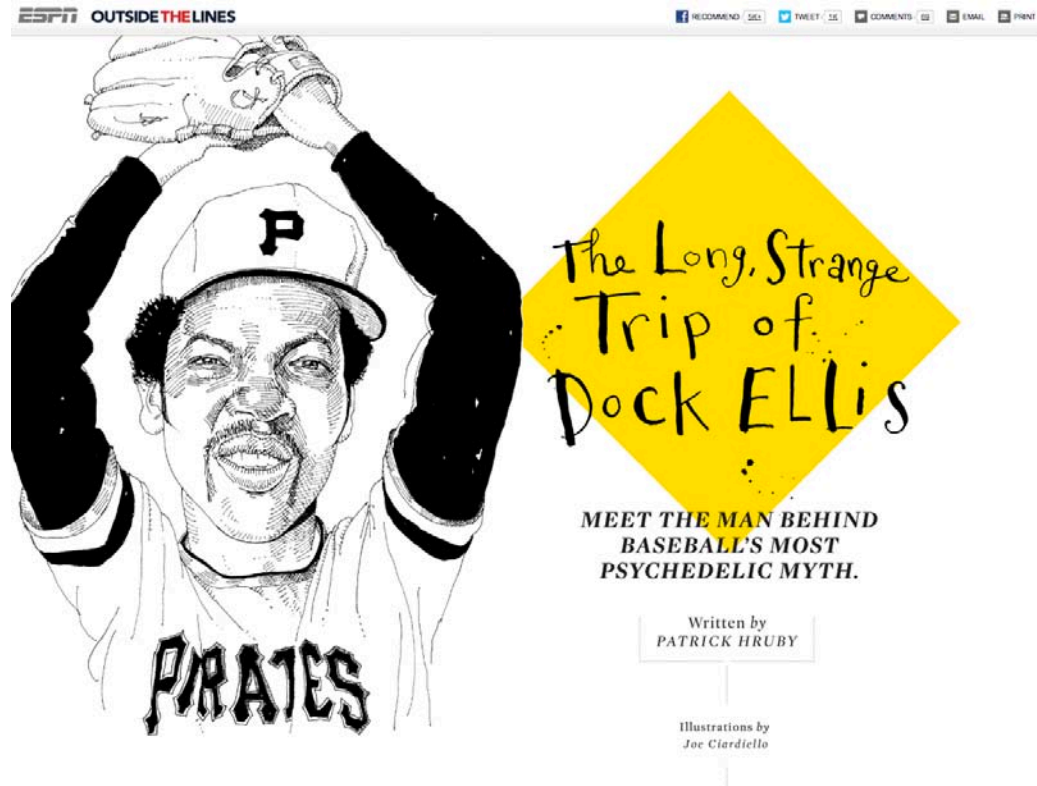 ESPN OUTSIDE THE LINES
RECOMMEND TWEET COMMENTS EMAIL PRINT
P
The Long, Strange
Trip of
Dock ELLis
MEET THE MAN BEHIND
BASEBALL'S MOST
PSYCHEDELIC MYTH.
Written by
PATRICK HRUBY
PIRATES
Illustrations by
Joe Ciardiello